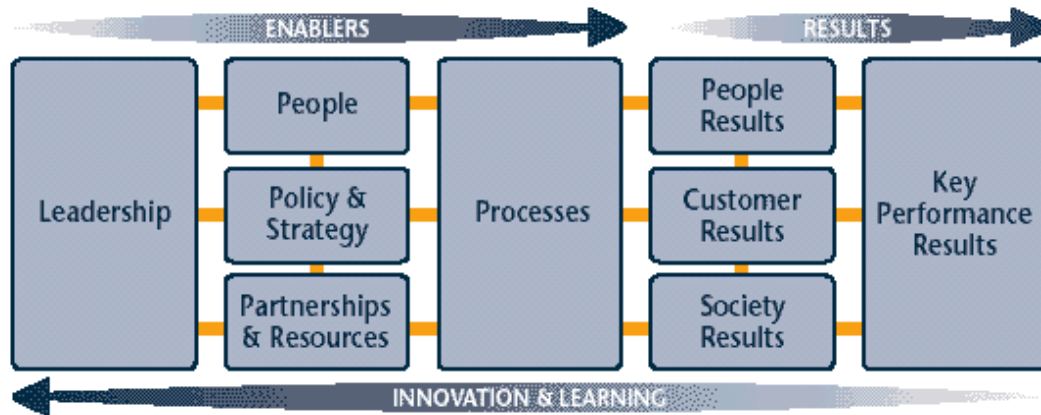 ENABLERS
RESULTS
Leadership
People
Policy &
Strategy
Partnerships
& Resources
Processes
People
Results
Customer
Results
Society
Results
Key
Performance
Results
INNOVATION & LEARNING